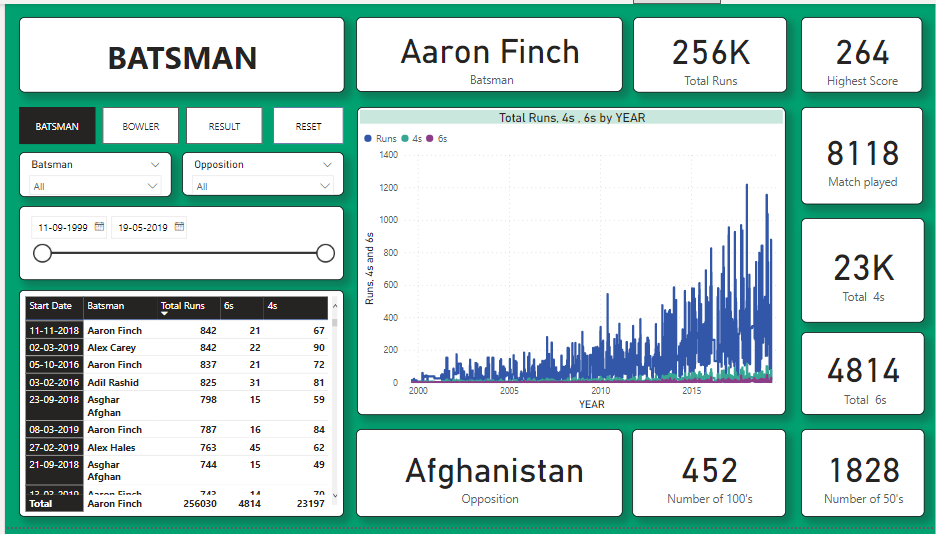 BATSMAN
Aaron Finch
Batsman
256K
Total Runs
264
Highest Score
BATSMAN
BOWLER
RESULT
RESET
Batsman
All
Opposition
All
11-09-1999
19-05-2019
Total Runs, 4s , 6s by YEAR
Runs 4s 6s
Runs, 4s and 6s
1400
1200
1000
800
600
400
200
0
2000 2005 2010 2015
YEAR
8118
Match played
23K
Total 4s
4814
Total 6s
Start Date Batsman Total Runs 6s 4s
11-11-2018 Aaron Finch 842 21 67
02-03-2019 Alex Carey 842 22 90
05-10-2016 Aaron Finch 837 21 72
03-02-2016 Adil Rashid 825 31 81
23-09-2018 Asghar 798 15 59
Afghan
08-03-2019 Aaron Finch 787 16 84
27-02-2019 Alex Hales 763 45 62
21-09-2018 Asghar 744 15 49
Afghan
13-03-2019 Aaron Finch 743 14 70
Total Aaron Finch 256030 4814 23197
Afghanistan
Opposition
452
Number of 100's
1828
Number of 50's